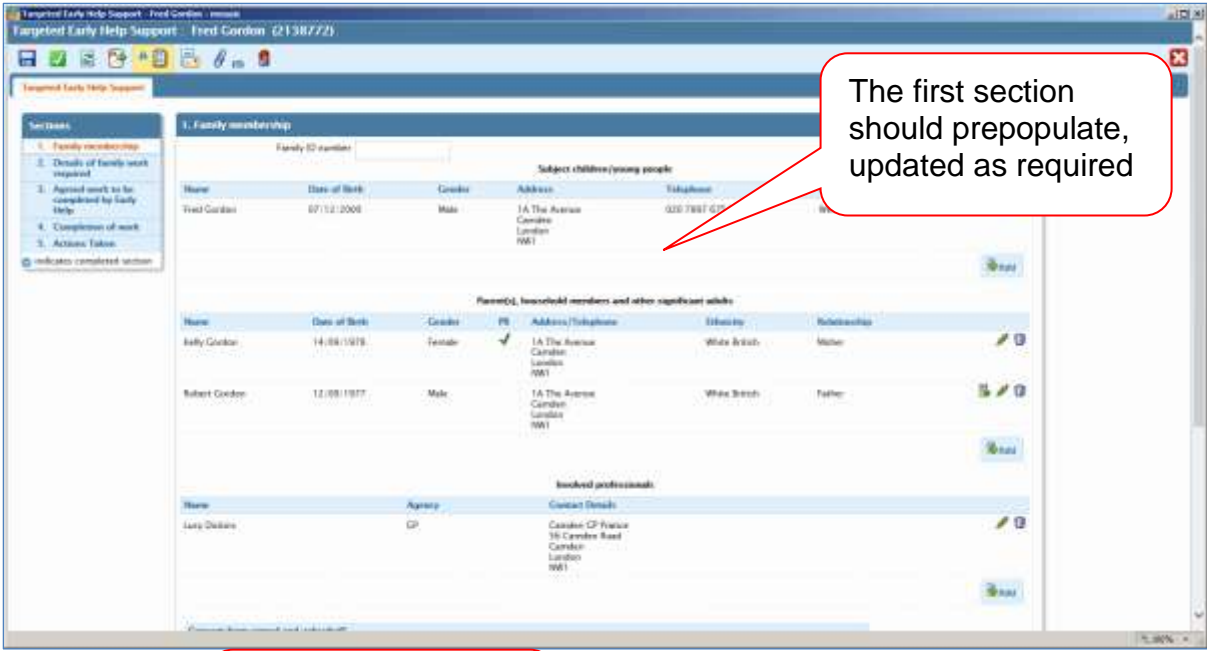 Targeted Early Help Support - Fred Gordon - mosaic
Targeted Early Help Support Fred Gordon (2138772)
Targeted Early Help Support
The first section
should prepopulate,
updated as required
Sections
1. Family membership
2. Details of family work
required
3. Agreed work to be
completed by Early
Help
4. Completion of work
5. Actions Taken
indicates completed section
1. Family membership
Family ID number
Subject children/young people
Name Date of Birth Gender Address Telephone
Fred Gordon Male 1A The Avenue
Camden
London
NW1
Add
Parent(s), household members and other significant adults
Name Date of Birth Gender PR Address/Telephone Ethnicity Relationship
Kelly Gordon Female 1A The Avenue White British Mother
Camden
London
NW1
Robert Gordon Male 1A The Avenue White British Father
Camden
London
NW1
Add
Involved professionals
Name Agency Contact Details
Lucy GP Camden GP
Camden Road
Camden
London
NW1
Add